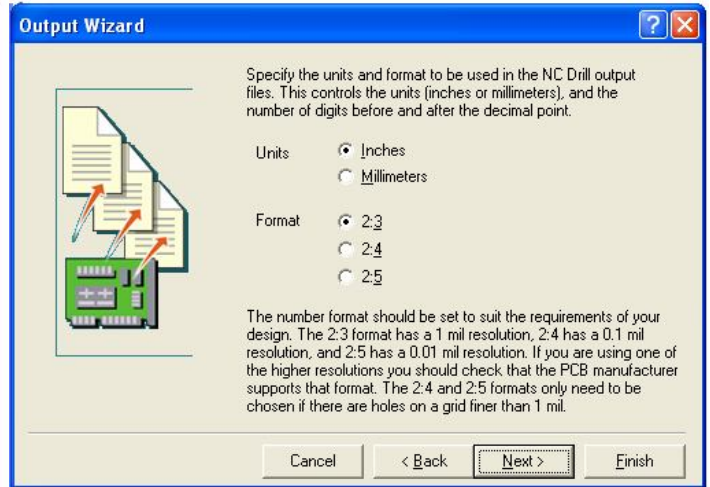 Output Wizard
Specify the units and format to be used in the NC Drill output
files. This controls the units (inches or millimeters), and the
number of digits before and after the decimal point.
Units
Inches
Millimeters
Format
2:3
2:4
2:5
The number format should be set to suit the requirements of your
design. The 2:3 format has a 1 mil resolution, 2:4 has a 0.1 mil
resolution, and 2:5 has a 0.01 mil resolution. If you are using one of
the higher resolutions you should check that the PCB manufacturer
supports that format. The 2:4 and 2:5 formats only need to be
chosen if there are holes on a grid finer than 1 mil.
Cancel < Back Next > Finish